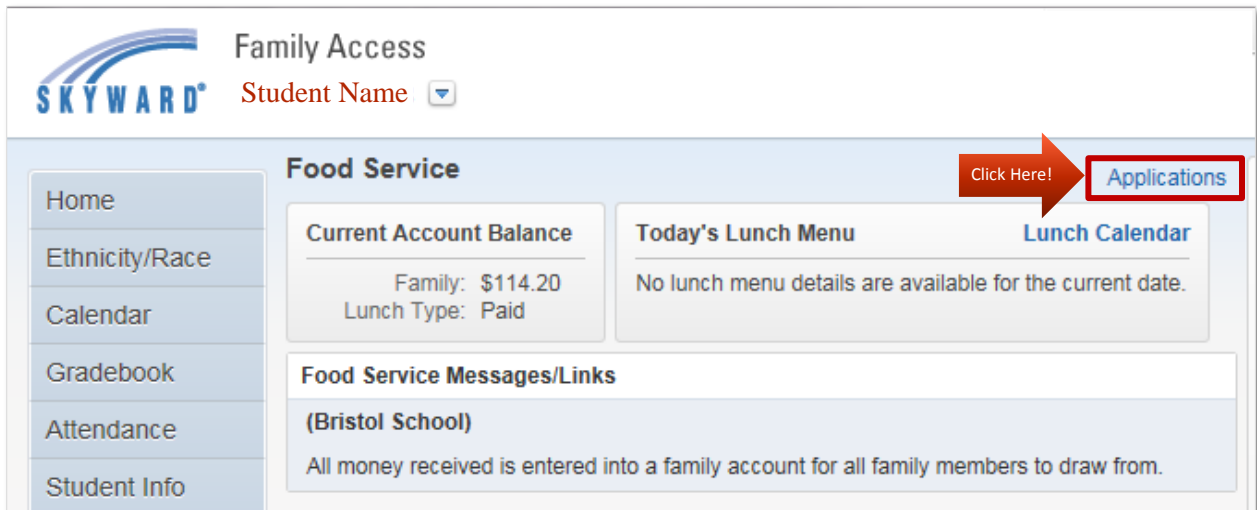 Family Access
SKYWARD®
Student Name
Food Service
Click Here!
Applications
Home
Ethnicity/Race
Calendar
Gradebook
Attendance
Student Info
Current Account Balance
Family: $114.20
Lunch Type: Paid
Today's Lunch Menu
Lunch Calendar
No lunch menu details are available for the current date.
Food Service Messages/Links
(Bristol School)
All money received is entered into a family account for all family members to draw from.